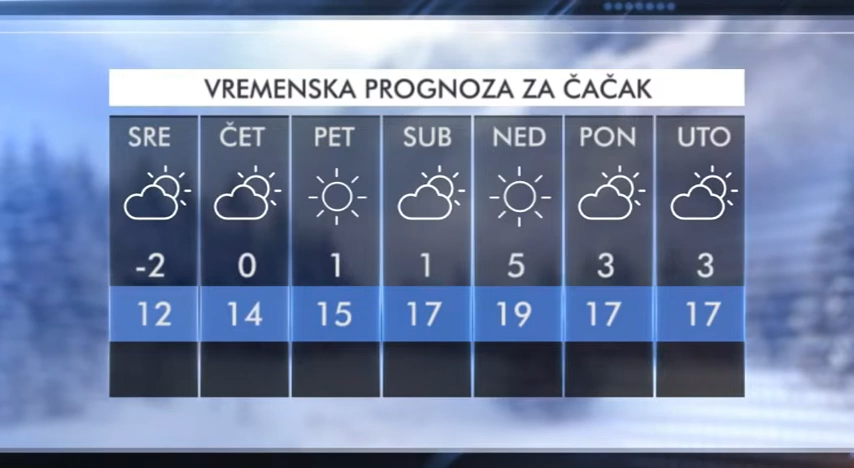 VREMENSKA PROGNOZA ZA ČAČAK
SRE ČET PET SUB NED PON UTO
-2 0 1 1 5 3 3
12 14 15 17 19 17 17